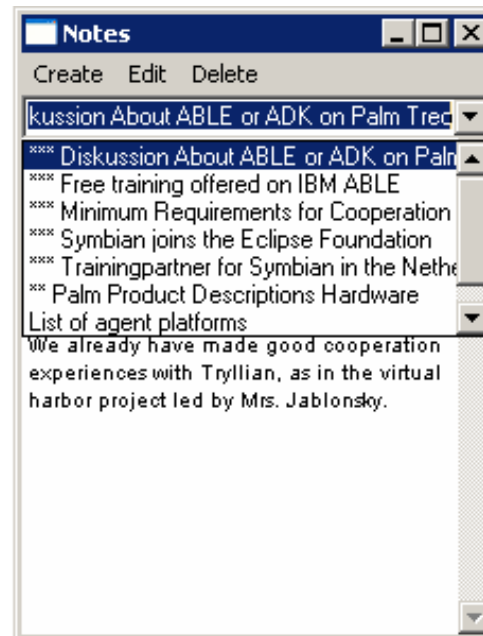 Notes
Create Edit Delete
kussion About ABLE or ADK on Palm Treo
*** Diskussion About ABLE or ADK on Palm
*** Free training offered on IBM ABLE
*** Minimum Requirements for Cooperation
*** Symbian joins the Eclipse Foundation
*** Trainingpartner for Symbian in the Nethe
** Palm Product Descriptions Hardware
List of agent platforms
We already have made good cooperation
experiences with Tryllian, as in the virtual
harbor project led by Mrs. Jablonsky.